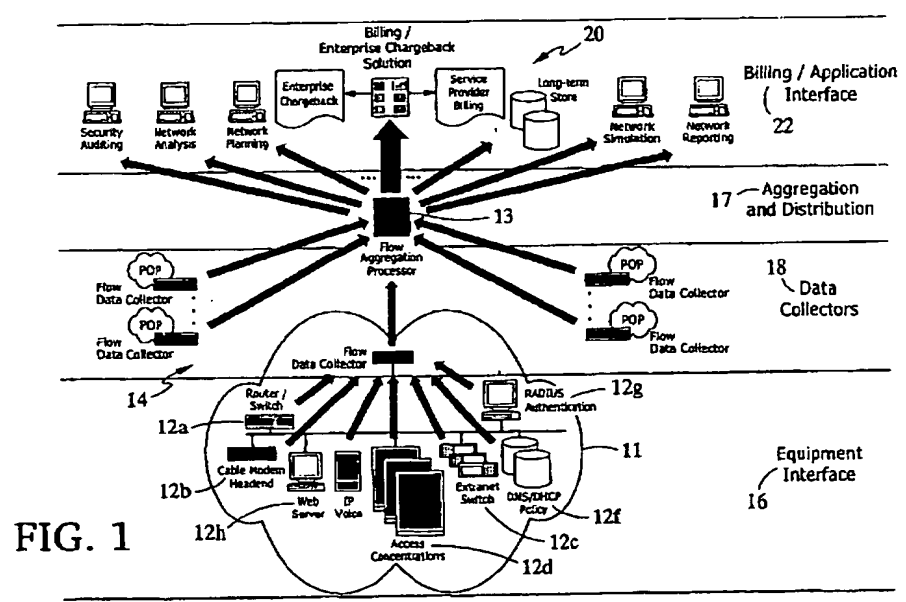 Billing /
Enterprise Chargeback
Solution
20
Enterprise
Chargeback
Service
Provider
Billing
Long-term
Store
Billing / Application
Interface
22
Security
Auditing
Network
Analysis
Network
Planning
Network
Simulation
Network
Reporting
17
Aggregation
and Distribution
13
Flow
Aggregation
Processor
POP
Flow
Data Collector
POP
Flow
Data Collector
POP
Flow
Data Collector
POP
Flow
Data Collector
18
Data
Collectors
14
Flow
Data Collector
Router /
Switch
12a
RADIUS
Authentication
12g
11
Cable Modem
Headend
12b
Web
Server
12h
IP
Voice
Access
Concentrations
12d
Extranet
Switch
12c
DNS/DHCP
Policy
12f
Equipment
Interface
16
FIG. 1